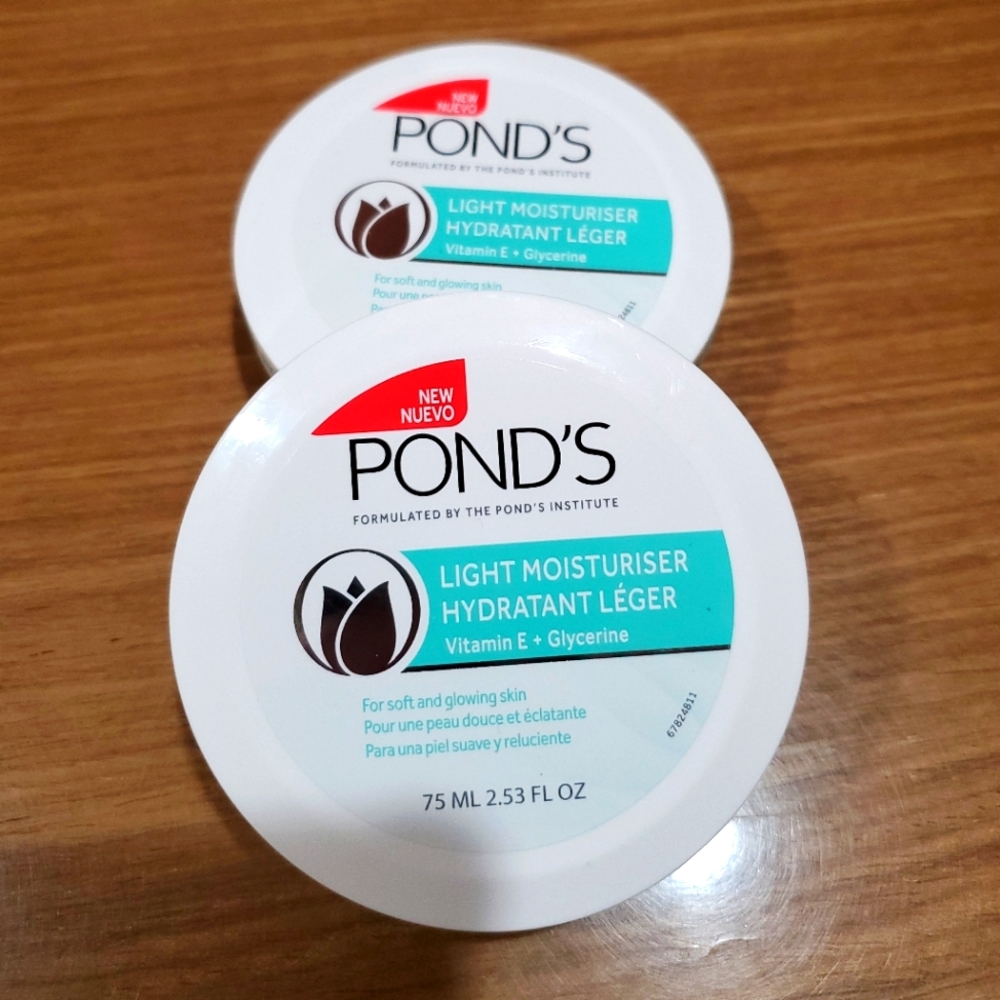 NEW
NUEVO
POND'S
FORMULATED BY THE POND'S INSTITUTE
LIGHT MOISTURISER
HYDRATANT LÉGER
Vitamin E + Glycerine
For soft and glowing skin
Pour une
NEW
NUEVO
POND'S
FORMULATED BY THE POND'S INSTITUTE
LIGHT MOISTURISER
HYDRATANT LÉGER
Vitamin E + Glycerine
For soft and glowing skin
Pour une peau douce et éclatante
Para una piel suave y reluciente
67824811
75 ML 2.53 FL OZ